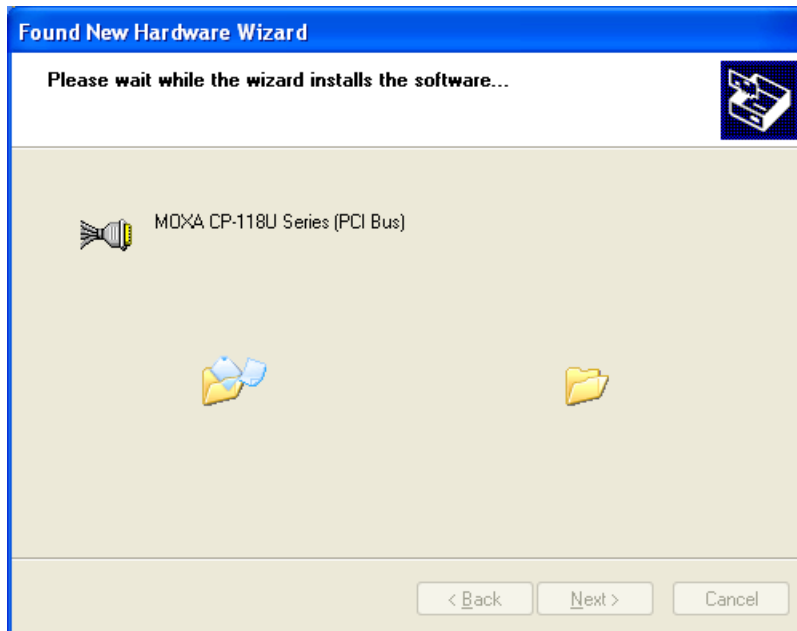 Found New Hardware Wizard
Please wait while the wizard installs the software...
MOXA CP-118U Series (PCI Bus)
< Back
Next >
Cancel